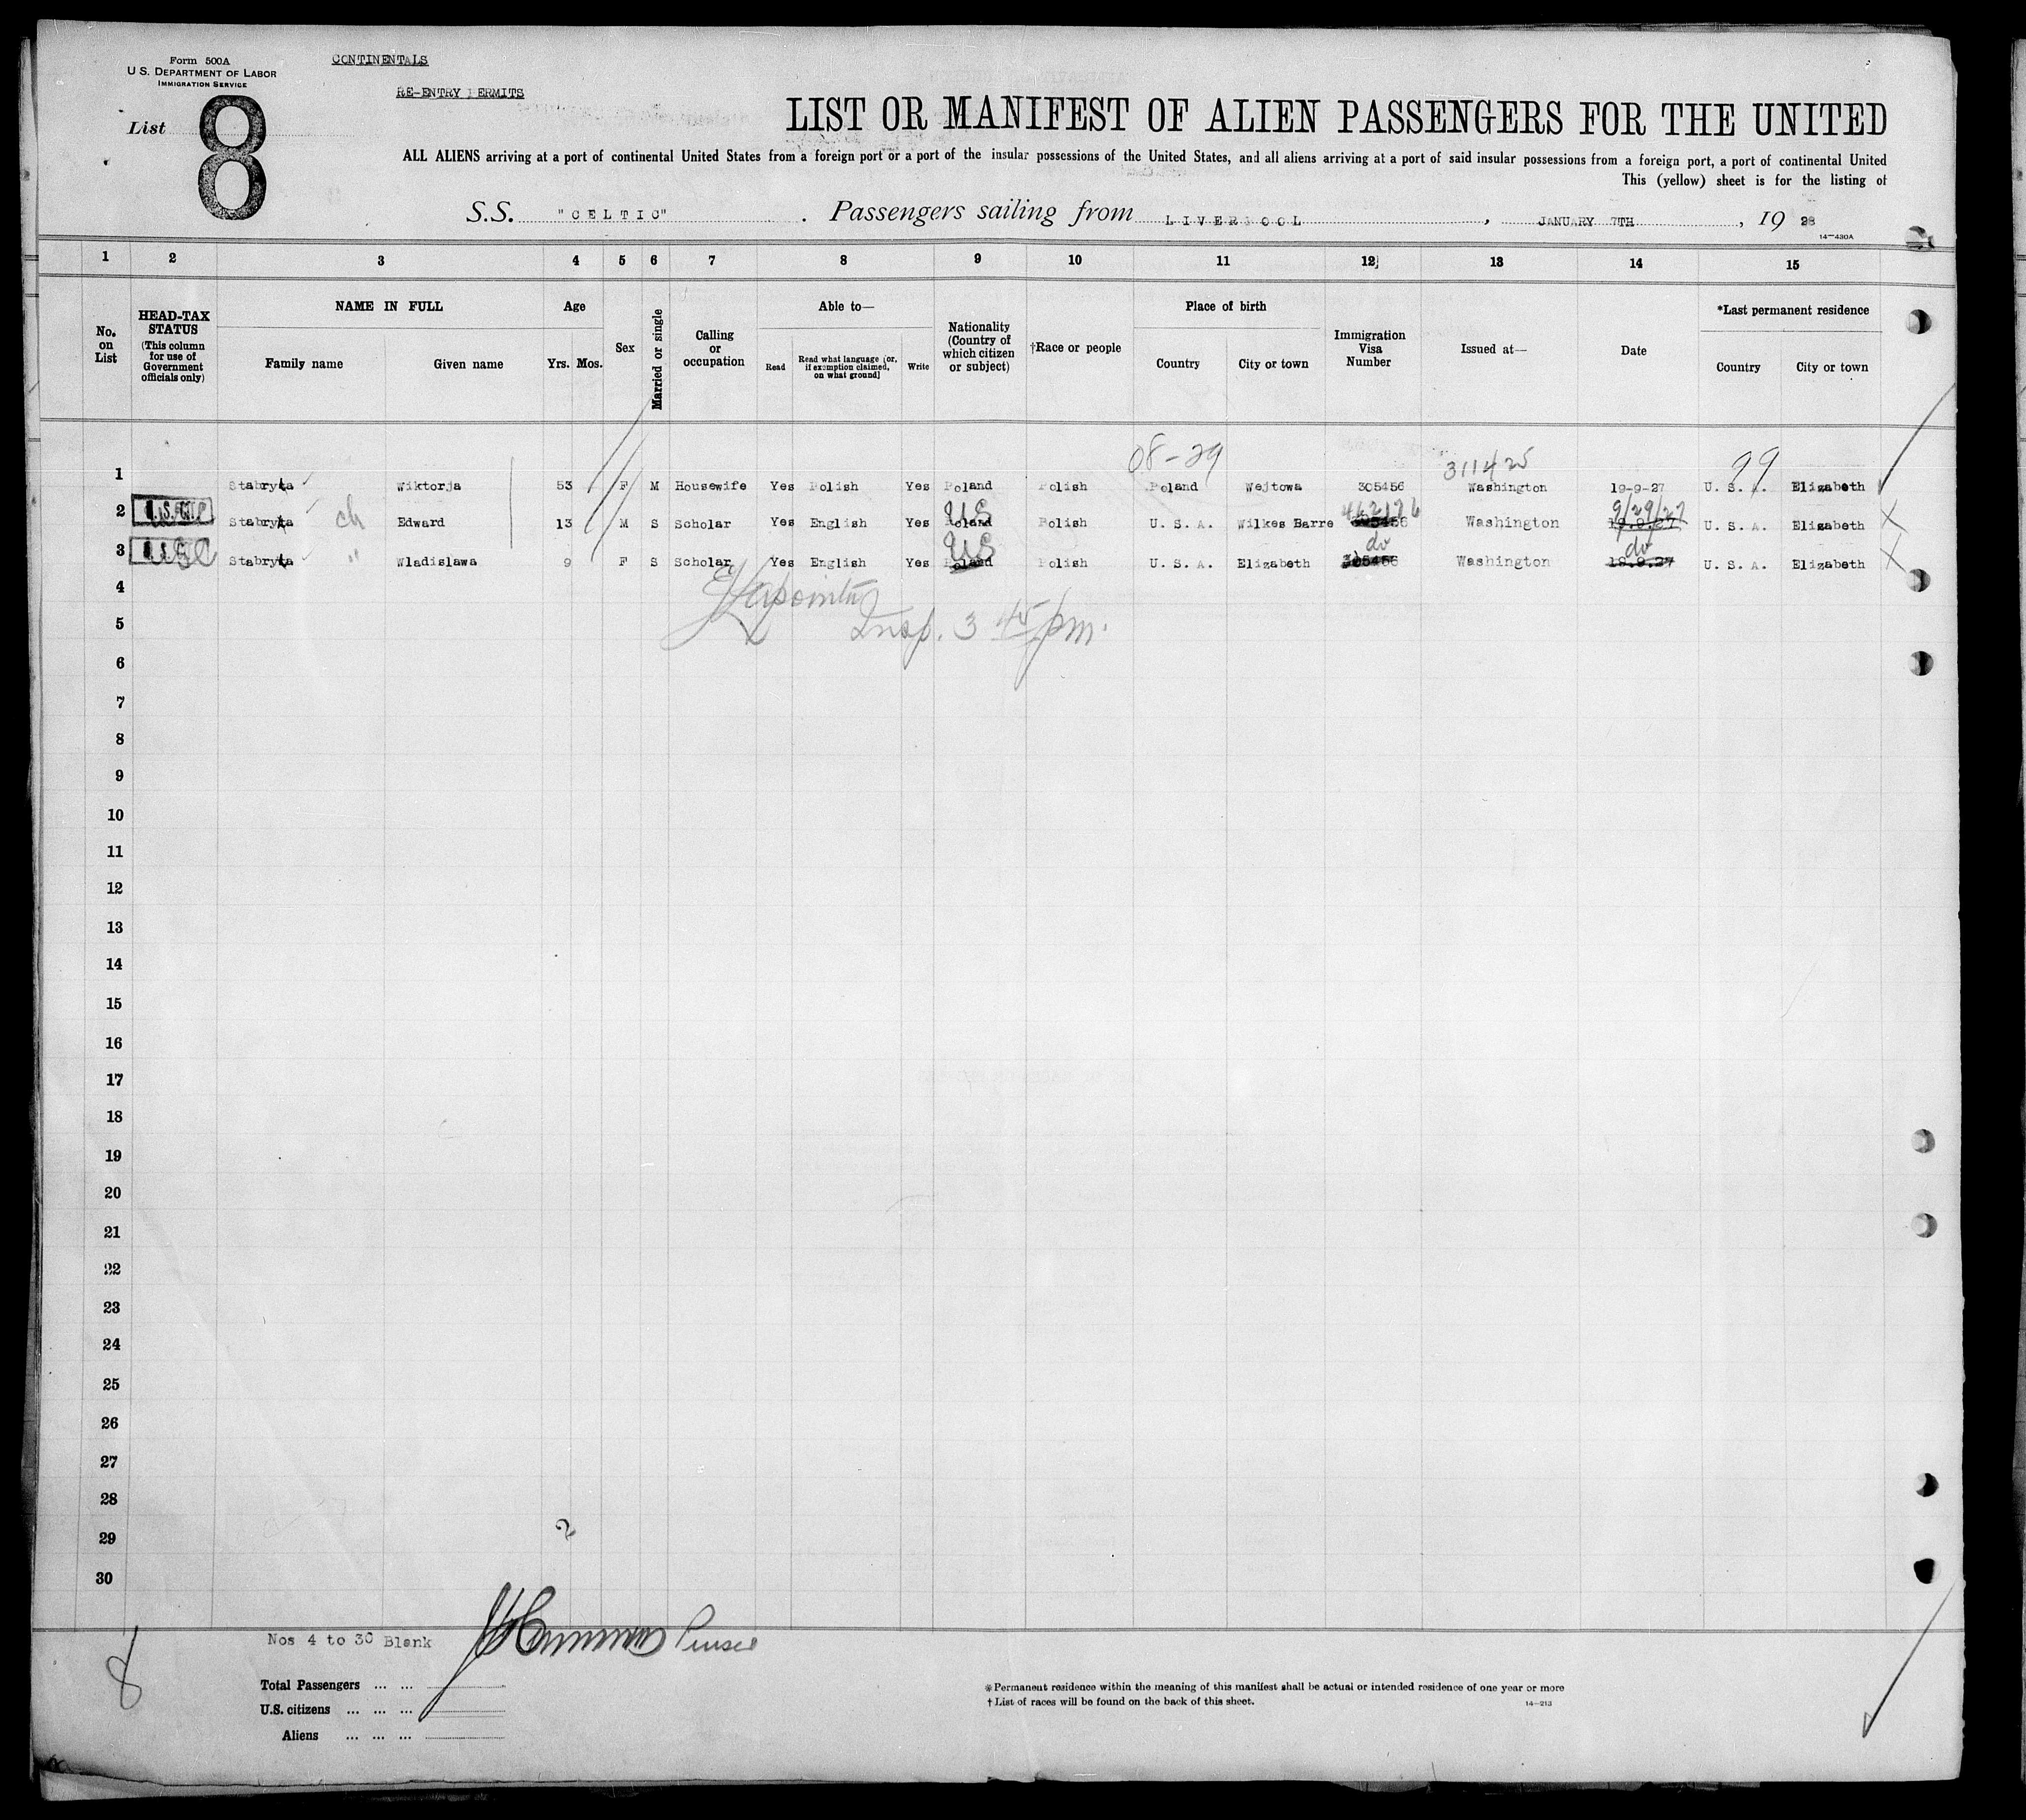 Form 500A
U. S. DEPARTMENT OF LABOR
IMMIGRATION SERVICE
CONTINENTALS
RE-ENTRY PERMITS
List 8
LIST OR MANIFEST OF ALIEN PASSENGERS FOR THE UNITED
ALL ALIENS arriving at a port of continental United States from a foreign port or a port of the insular possessions of the United States, and all aliens arriving at a port of said insular possessions from a foreign port, a port of continental United
This (yellow) sheet is for the listing of
S.S. "CELTIC" . Passengers sailing from LIVERPOOL , JANUARY 7TH , 19 28
14-430A
1 2 3 4 5 6 7 8 9 10 11 12 13 14 15
No. on List
HEAD-TAX STATUS
(This column for use of Government officials only)
NAME IN FULL
Family name Given name
Age
Yrs. Mos.
Sex
Married or single
Calling or occupation
Able to—
Read
Read what language [or, if exemption claimed, on what ground]
Write
Nationality (Country of which citizen or subject)
†Race or people
Place of birth
Country City or town
Immigration Visa Number
Issued at—
Date
*Last permanent residence
Country City or town
08-29 311425 99
1 Stabryta Wiktorja 53 F M Housewife Yes Polish Yes Poland Polish Poland Wejtowa 305456 Washington 19-9-27 U. S. A. Elizabeth
US 9/29/27
2 Stabryta ch Edward 13 M S Scholar Yes English Yes Poland Polish U. S. A. Wilkes Barre 305456 Washington 19.9.27 U. S. A. Elizabeth
US do do
3 Stabryta " Wladislawa 9 F S Scholar Yes English Yes Poland Polish U. S. A. Elizabeth 305456 Washington 19.9.27 U. S. A. Elizabeth
4
5 Insp. 3 45 pm.
6
7
8
9
10
11
12
13
14
15
16
17
18
19
20
21
22
23
24
25
26
27
28
29
30
Nos 4 to 30 Blank
Purser
8
Total Passengers ... ...
U.S. citizens ... ... ...
Aliens ... ... ...
*Permanent residence within the meaning of this manifest shall be actual or intended residence of one year or more
†List of races will be found on the back of this sheet.
14-213